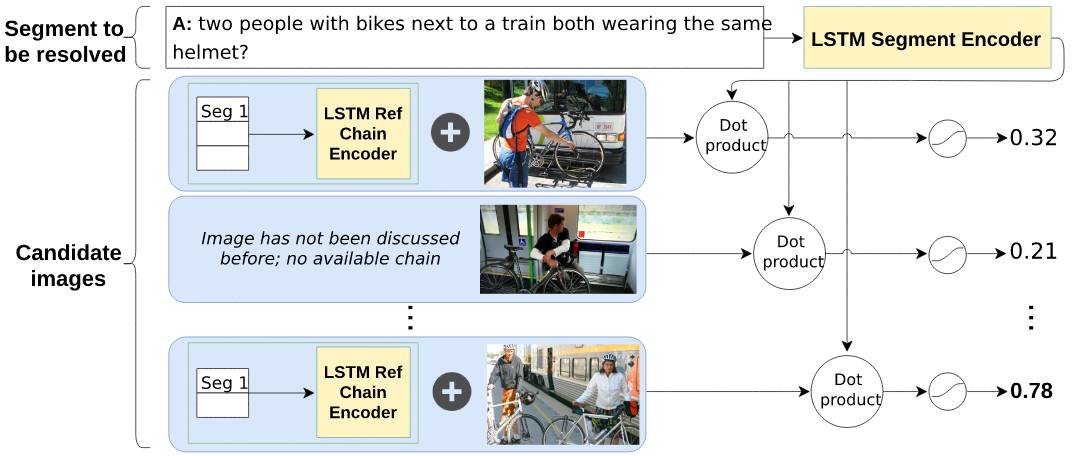 Segment to
be resolved
A: two people with bikes next to a train both wearing the same
helmet?
LSTM Segment Encoder
Candidate
images
Seg 1
LSTM Ref
Chain
Encoder
Dot
product
0.32
Image has not been discussed
before; no available chain
Dot
product
0.21
Seg 1
LSTM Ref
Chain
Encoder
Dot
product
0.78